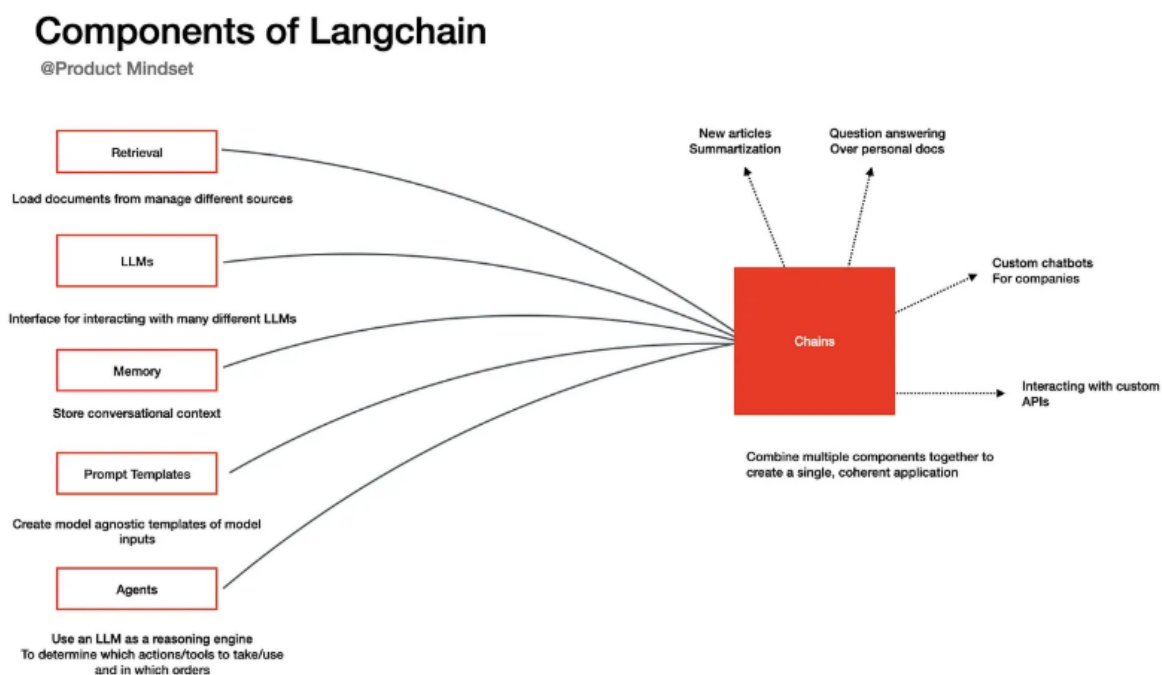 Components of Langchain
@Product Mindset
Retrieval
Load documents from manage different sources
LLMs
Interface for interacting with many different LLMs
Memory
Store conversational context
Prompt Templates
Create model agnostic templates of model
inputs
Agents
Use an LLM as a reasoning engine
To determine which actions/tools to take/use
and in which orders
New articles
Summartization
Question answering
Over personal docs
Custom chatbots
For companies
Chains
Interacting with custom
APIs
Combine multiple components together to
create a single, coherent application